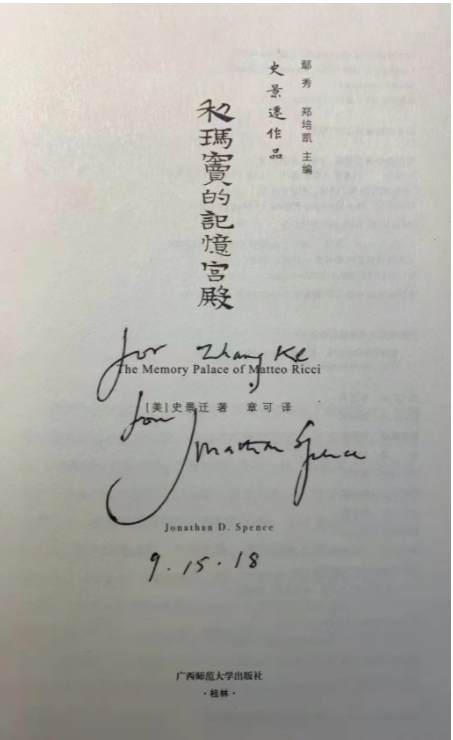 鄢秀 郑培凯 主编
史景遷作品
利瑪竇的記憶宮殿
for Zhang Ke
The Memory Palace of Matteo Ricci
[美] 史景迁 著 章可 译
from Jonathan Spence
Jonathan D. Spence
9.15.18
广西师范大学出版社
·桂林·